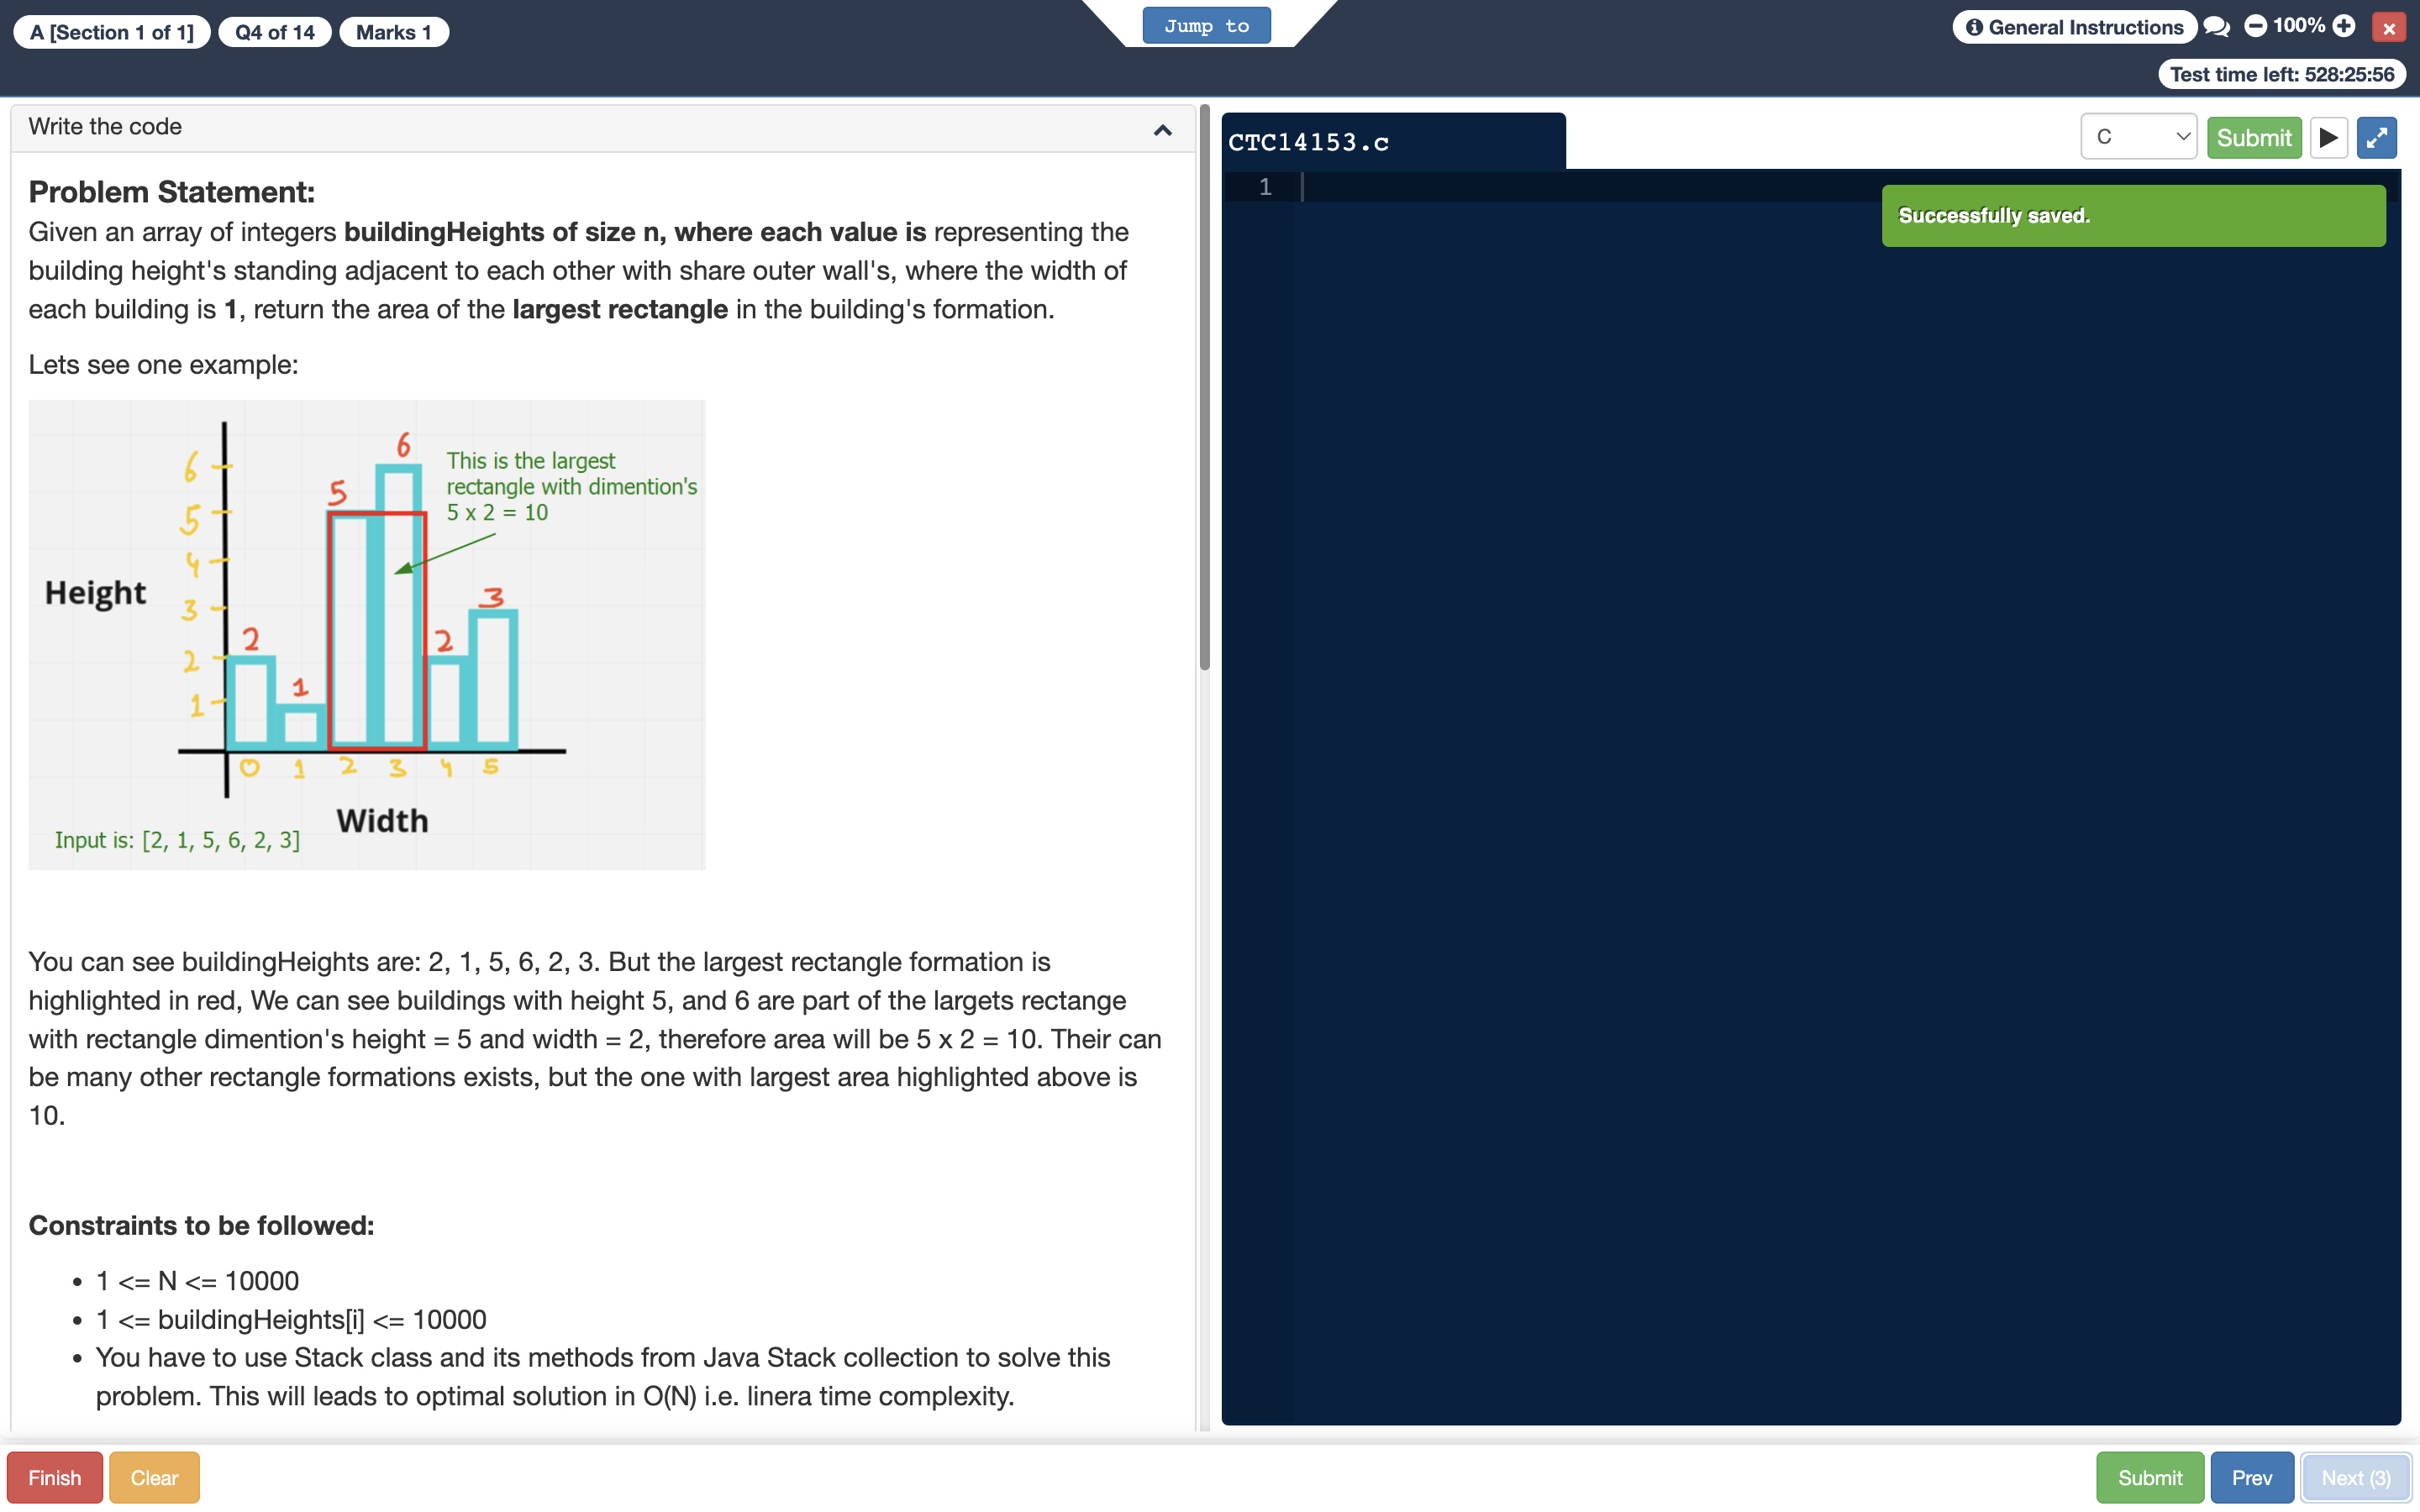 A [Section 1 of 1] Q4 of 14 Marks 1
Jump to
General Instructions 100%
Test time left: 528:25:56
Write the code
Problem Statement:
Given an array of integers buildingHeights of size n, where each value is representing the
building height's standing adjacent to each other with share outer wall's, where the width of
each building is 1, return the area of the largest rectangle in the building's formation.
Lets see one example:
6
This is the largest
rectangle with dimention's
5 x 2 = 10
6
5
5
4
Height
3
3
2
2
2
1
1
0 1 2 3 4 5
Width
Input is: [2, 1, 5, 6, 2, 3]
You can see buildingHeights are: 2, 1, 5, 6, 2, 3. But the largest rectangle formation is
highlighted in red, We can see buildings with height 5, and 6 are part of the largets rectange
with rectangle dimention's height = 5 and width = 2, therefore area will be 5 x 2 = 10. Their can
be many other rectangle formations exists, but the one with largest area highlighted above is
10.
Constraints to be followed:
• 1 <= N <= 10000
• 1 <= buildingHeights[i] <= 10000
• You have to use Stack class and its methods from Java Stack collection to solve this
problem. This will leads to optimal solution in O(N) i.e. linera time complexity.
CTC14153.c
C Submit
1
Successfully saved.
Finish Clear
Submit Prev Next (3)